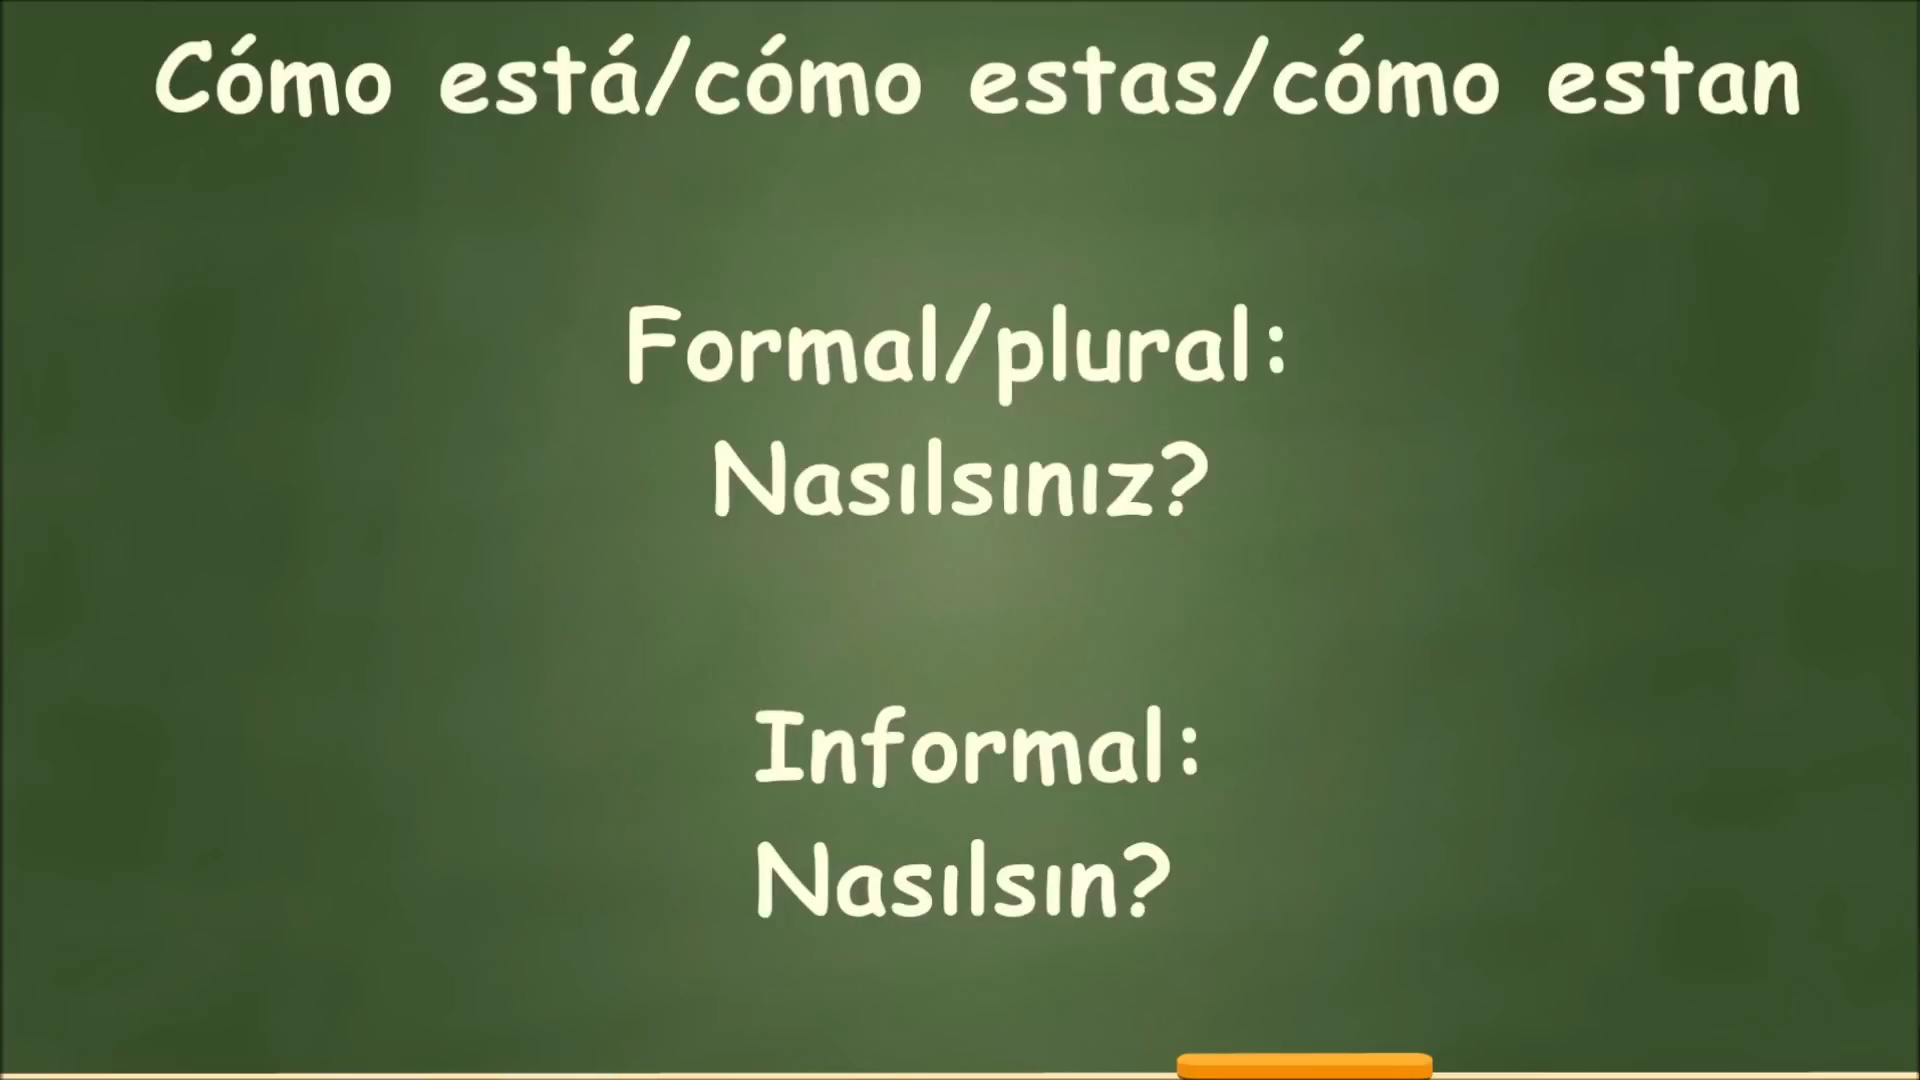 Cómo está/cómo estas/cómo estan
Formal/plural:
Nasılsınız?
Informal:
Nasılsın?